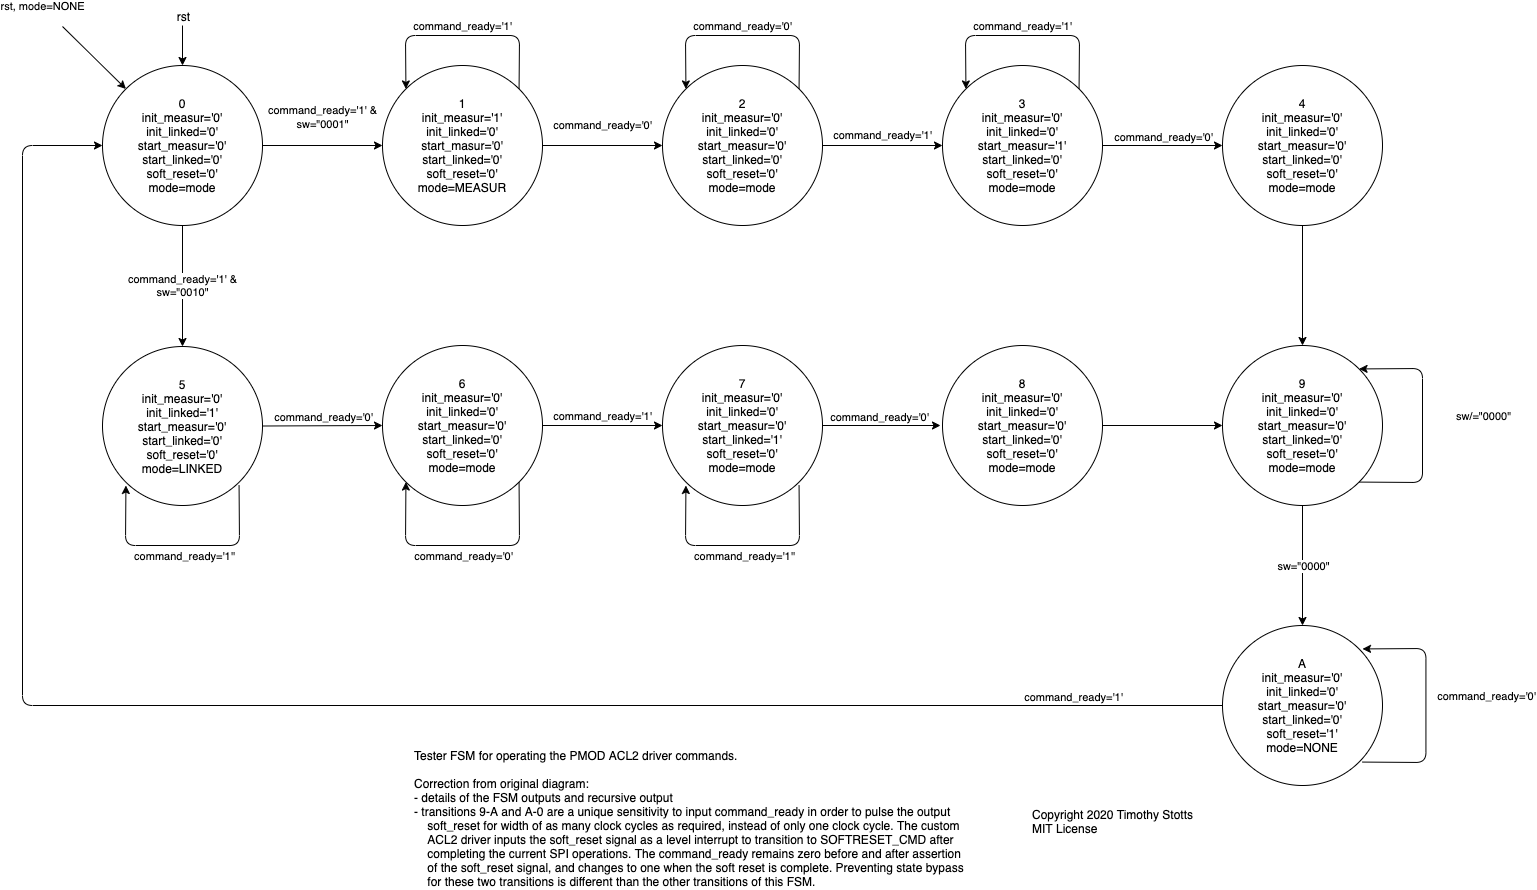 rst, mode=NONE
rst
command_ready='1'
command_ready='0'
command_ready='1'
0
init_measur='0'
init_linked='0'
start_masur='0'
start_linked='0'
soft_reset='0'
mode=mode
command_ready='1' &
sw="0001"
1
init_measur='1'
init_linked='0'
start_masur='0'
start_linked='0'
soft_reset='0'
mode=MEASUR
command_ready='0'
2
init_measur='0'
init_linked='0'
start_measur='0'
start_linked='0'
soft_reset='0'
mode=mode
command_ready='1'
3
init_measur='0'
init_linked='0'
start_measur='1'
start_linked='0'
soft_reset='0'
mode=mode
command_ready='0'
4
init_measur='0'
init_linked='0'
start_measur='0'
start_linked='0'
soft_reset='0'
mode=mode
command_ready='1' &
sw="0010"
5
init_measur='0'
init_linked='1'
start_measur='0'
start_linked='0'
soft_reset='0'
mode=LINKED
command_ready='0'
6
init_measur='0'
init_linked='0'
start_measur='0'
start_linked='0'
soft_reset='0'
mode=mode
command_ready='1'
7
init_measur='0'
init_linked='0'
start_measur='0'
start_linked='1'
soft_reset='0'
mode=mode
command_ready='0'
8
init_measur='0'
init_linked='0'
start_measur='0'
start_linked='0'
soft_reset='0'
mode=mode
9
init_measur='0'
init_linked='0'
start_measur='0'
start_linked='0'
soft_reset='0'
mode=mode
sw/="0000"
command_ready='1"
command_ready='0'
command_ready='1"
sw="0000"
A
init_measur='0'
init_linked='0'
start_measur='0'
start_linked='0'
soft_reset='1'
mode=NONE
command_ready='0'
command_ready='1'
Tester FSM for operating the PMOD ACL2 driver commands.
Correction from original diagram:
- details of the FSM outputs and recursive output
- transitions 9-A and A-0 are a unique sensitivity to input command_ready in order to pulse the output
soft_reset for width of as many clock cycles as required, instead of only one clock cycle. The custom
ACL2 driver inputs the soft_reset signal as a level interrupt to transition to SOFTRESET_CMD after
completing the current SPI operations. The command_ready remains zero before and after assertion
of the soft_reset signal, and changes to one when the soft reset is complete. Preventing state bypass
for these two transitions is different than the other transitions of this FSM.
Copyright 2020 Timothy Stotts
MIT License